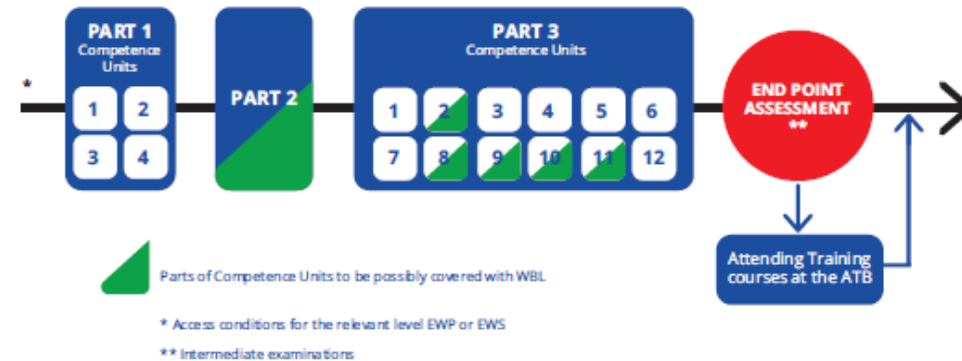 PART 1
Competence
Units
1 2
3 4
*
PART 2
PART 3
Competence Units
1 2 3 4 5 6
7 8 9 10 11 12
END POINT
ASSESSMENT
**
Attending Training
courses at the ATB
Parts of Competence Units to be possibly covered with WBL
* Access conditions for the relevant level EWP or EWS
** Intermediate examinations